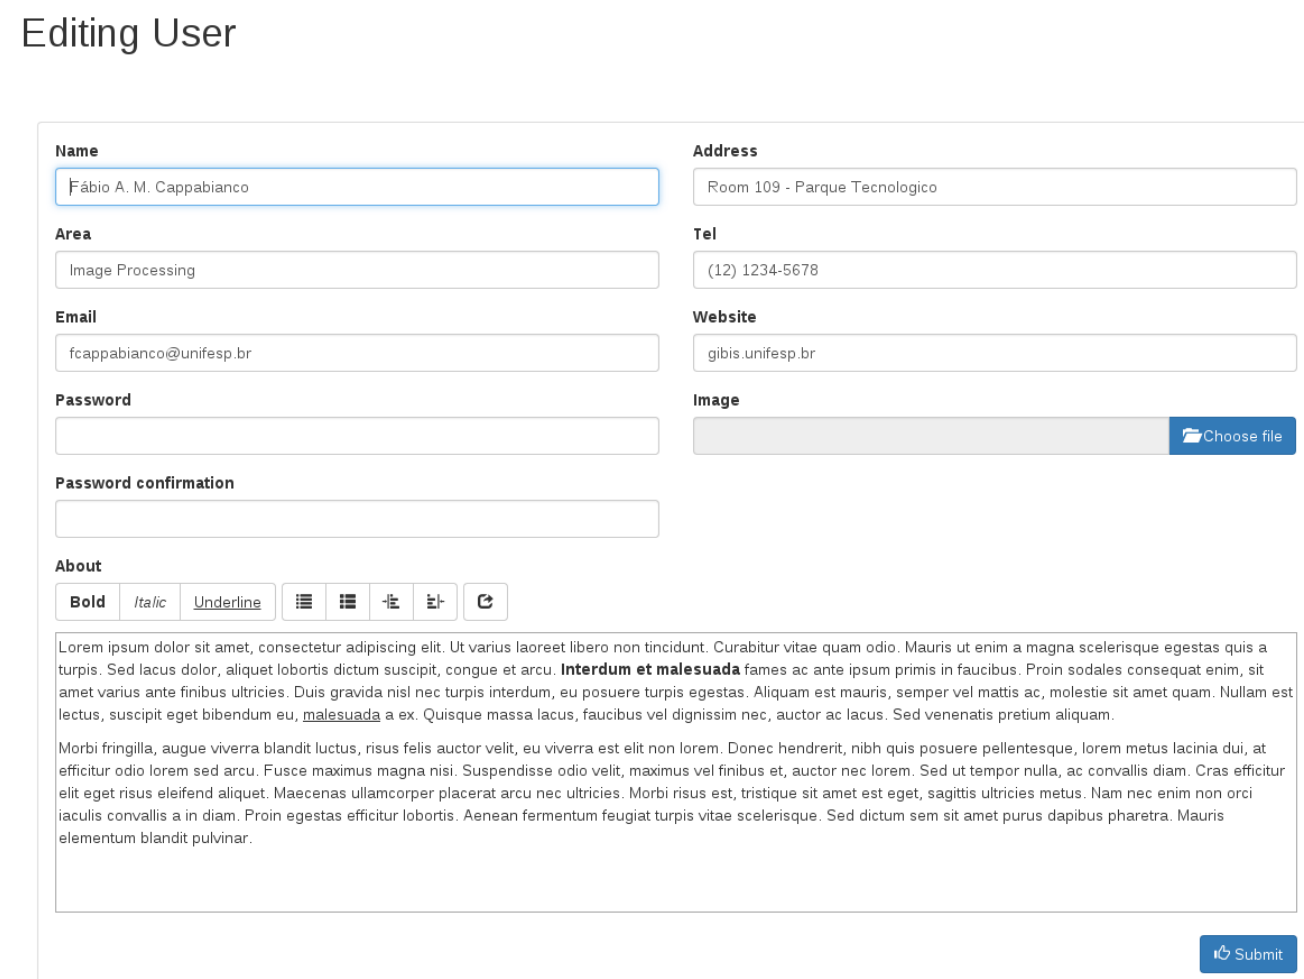 Editing User
Name
Address
Fábio A. M. Cappabianco
Room 109 - Parque Tecnologico
Area
Tel
Image Processing
(12) 1234-5678
Email
Website
fcappabianco@unifesp.br
gibis.unifesp.br
Password
Image
Choose file
Password confirmation
About
Bold Italic Underline
Lorem ipsum dolor sit amet, consectetur adipiscing elit. Ut varius laoreet libero non tincidunt. Curabitur vitae quam odio. Mauris ut enim a magna scelerisque egestas quis a
turpis. Sed lacus dolor, aliquet lobortis dictum suscipit, congue et arcu. Interdum et malesuada fames ac ante ipsum primis in faucibus. Proin sodales consequat enim, sit
amet varius ante finibus ultricies. Duis gravida nisl nec turpis interdum, eu posuere turpis egestas. Aliquam est mauris, semper vel mattis ac, molestie sit amet quam. Nullam est
lectus, suscipit eget bibendum eu, malesuada a ex. Quisque massa lacus, faucibus vel dignissim nec, auctor ac lacus. Sed venenatis pretium aliquam.
Morbi fringilla, augue viverra blandit luctus, risus felis auctor velit, eu viverra est elit non lorem. Donec hendrerit, nibh quis posuere pellentesque, lorem metus lacinia dui, at
efficitur odio lorem sed arcu. Fusce maximus magna nisi. Suspendisse odio velit, maximus vel finibus et, auctor nec lorem. Sed ut tempor nulla, ac convallis diam. Cras efficitur
elit eget risus eleifend aliquet. Maecenas ullamcorper placerat arcu nec ultricies. Morbi risus est, tristique sit amet est eget, sagittis ultricies metus. Nam nec enim non orci
iaculis convallis a in diam. Proin egestas efficitur lobortis. Aenean fermentum feugiat turpis vitae scelerisque. Sed dictum sem sit amet purus dapibus pharetra. Mauris
elementum blandit pulvinar.
Submit